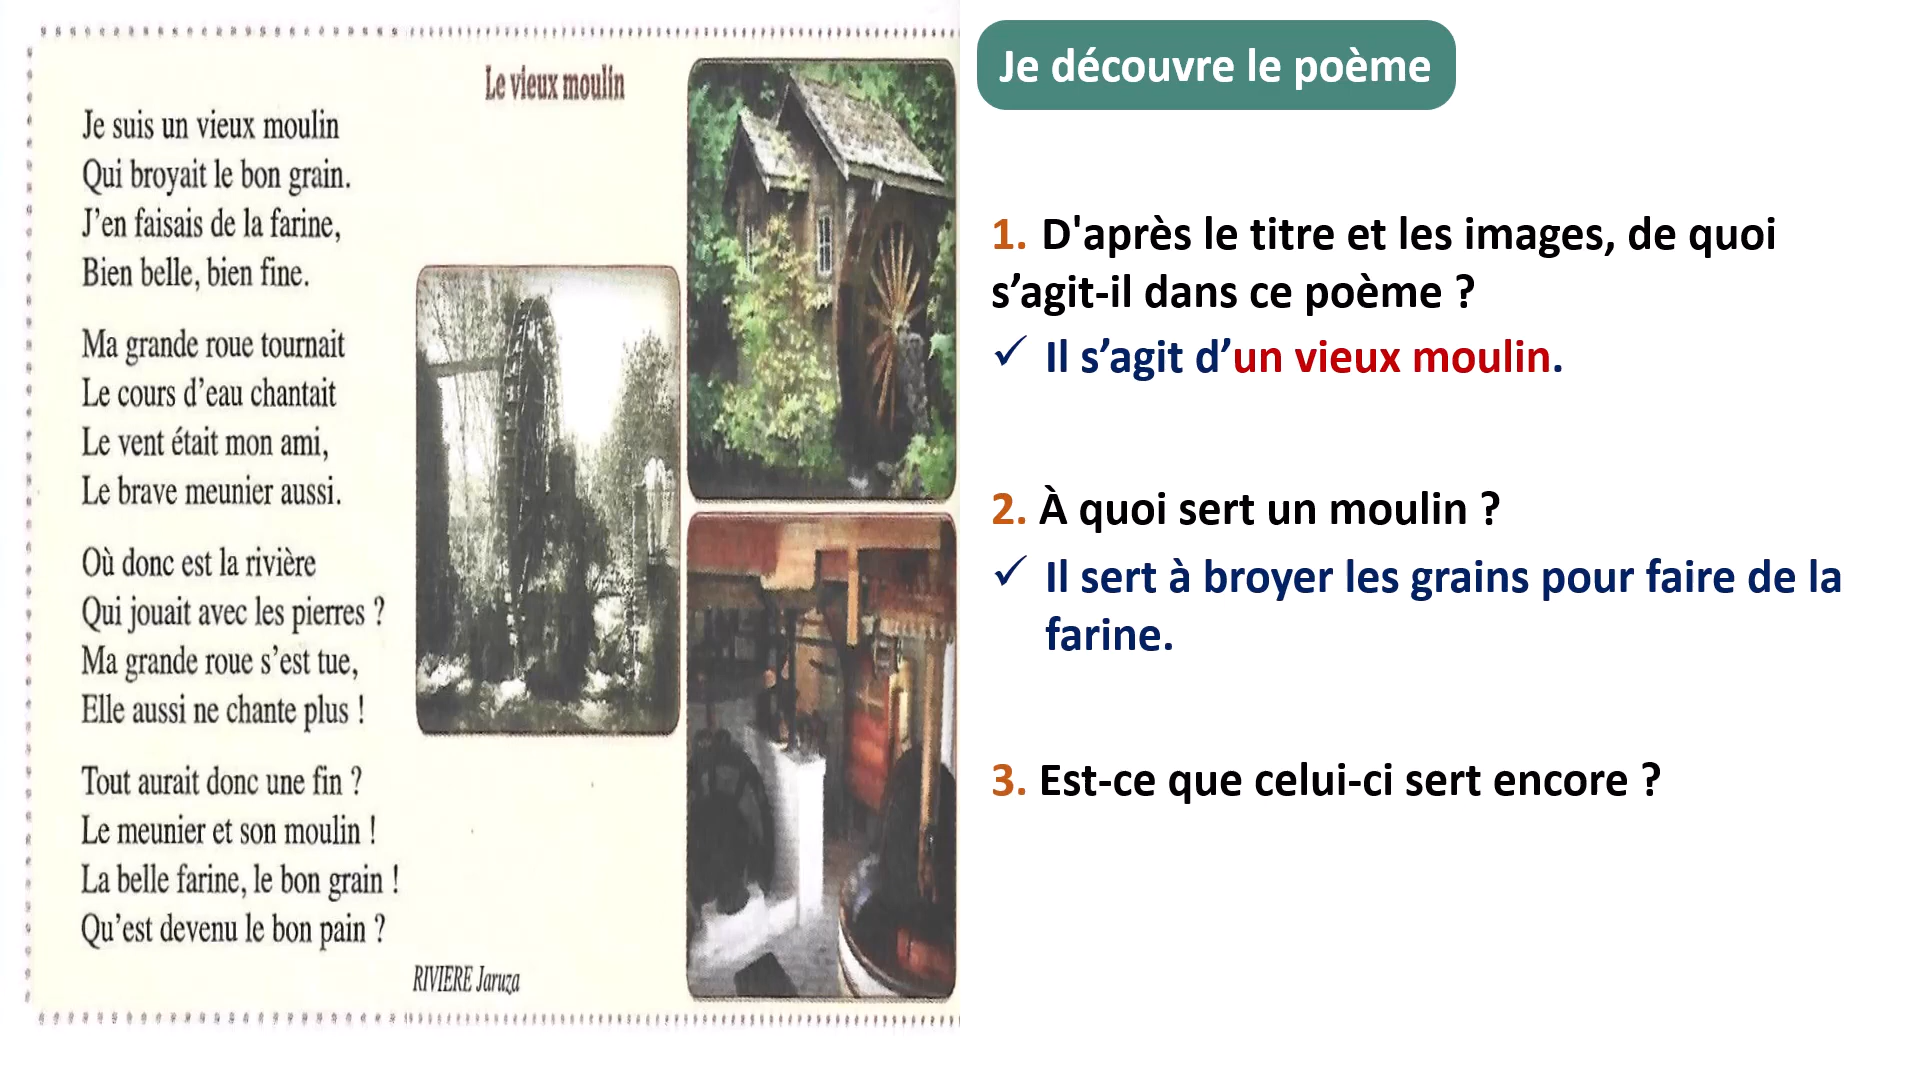 Le vieux moulin
Je suis un vieux moulin
Qui broyait le bon grain.
J’en faisais de la farine,
Bien belle, bien fine.
Ma grande roue tournait
Le cours d’eau chantait
Le vent était mon ami,
Le brave meunier aussi.
Où donc est la rivière
Qui jouait avec les pierres ?
Ma grande roue s’est tue,
Elle aussi ne chante plus !
Tout aurait donc une fin ?
Le meunier et son moulin !
La belle farine, le bon grain !
Qu’est devenu le bon pain ?
RIVIERE Jaruza
Je découvre le poème
1. D'après le titre et les images, de quoi
s’agit-il dans ce poème ?
✓ Il s’agit d’un vieux moulin.
2. À quoi sert un moulin ?
✓ Il sert à broyer les grains pour faire de la
farine.
3. Est-ce que celui-ci sert encore ?